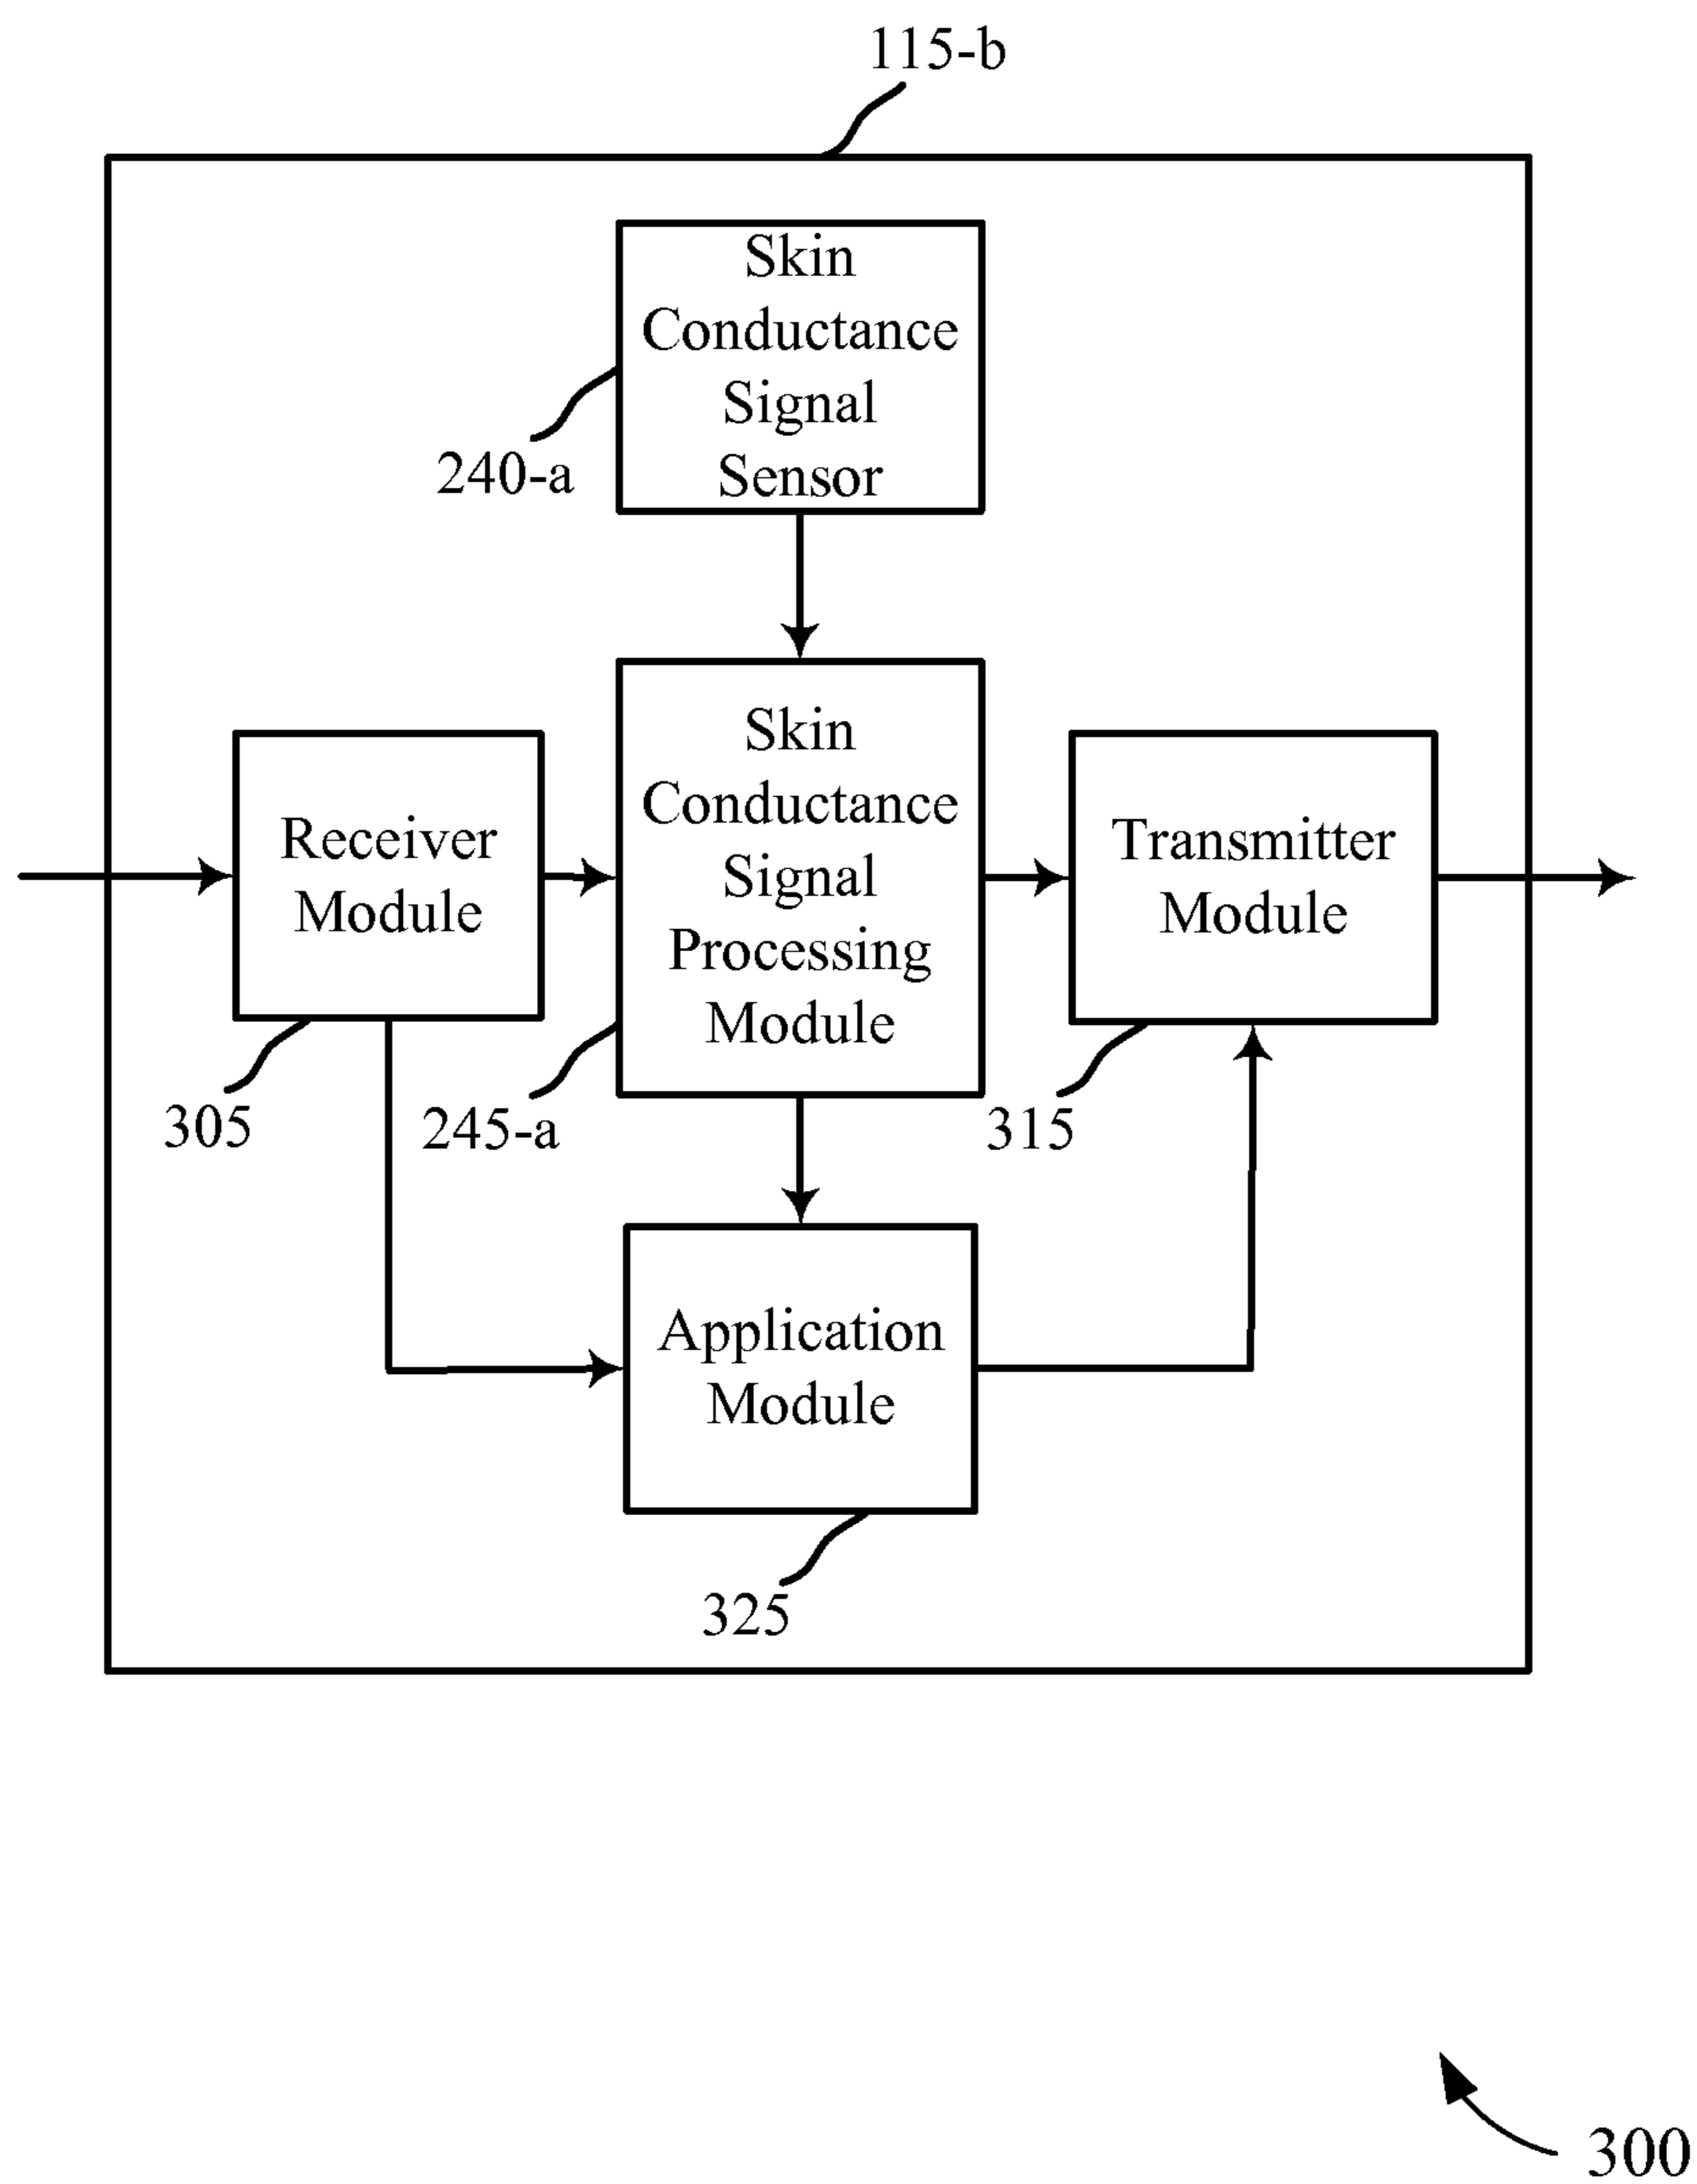 115-b
Skin
Conductance
Signal
Sensor
240-a
Skin
Conductance
Signal
Processing
Module
Receiver
Module
Transmitter
Module
305
245-a
315
Application
Module
325
300